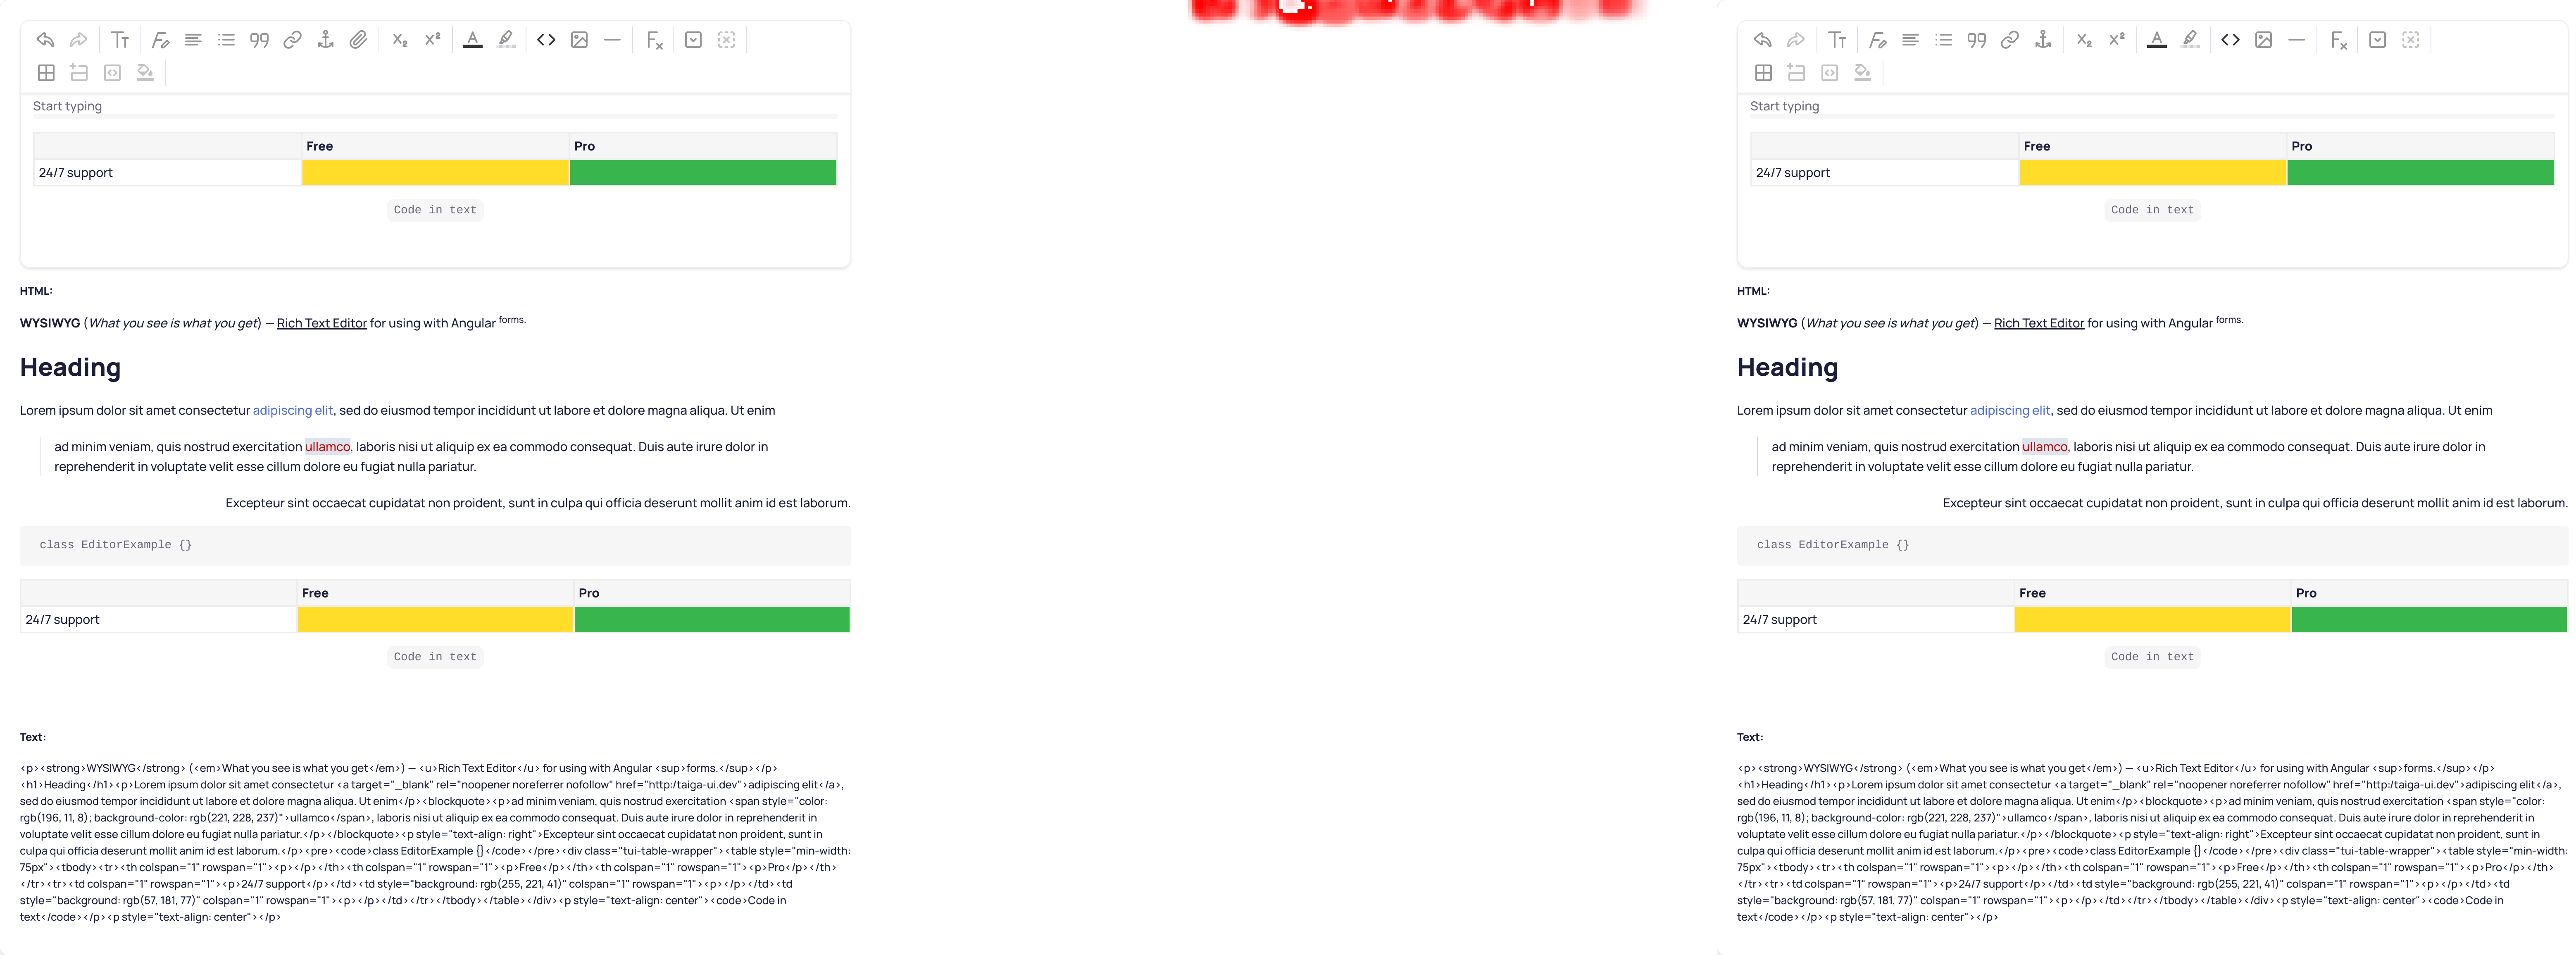 Start typing
Free Pro
24/7 support
Code in text
HTML:
WYSIWYG (What you see is what you get) — Rich Text Editor for using with Angular forms.
Heading
Lorem ipsum dolor sit amet consectetur adipiscing elit, sed do eiusmod tempor incididunt ut labore et dolore magna aliqua. Ut enim
ad minim veniam, quis nostrud exercitation ullamco, laboris nisi ut aliquip ex ea commodo consequat. Duis aute irure dolor in
reprehenderit in voluptate velit esse cillum dolore eu fugiat nulla pariatur.
Excepteur sint occaecat cupidatat non proident, sunt in culpa qui officia deserunt mollit anim id est laborum.
class EditorExample {}
Free Pro
24/7 support
Code in text
Text:
<p><strong>WYSIWYG</strong> (<em>What you see is what you get</em>) — <u>Rich Text Editor</u> for using with Angular <sup>forms.</sup></p>
<h1>Heading</h1><p>Lorem ipsum dolor sit amet consectetur <a target="_blank" rel="noopener noreferrer nofollow" href="http:/taiga-ui.dev">adipiscing elit</a>,
sed do eiusmod tempor incididunt ut labore et dolore magna aliqua. Ut enim</p><blockquote><p>ad minim veniam, quis nostrud exercitation <span style="color:
rgb(196, 11, 8); background-color: rgb(221, 228, 237)">ullamco</span>, laboris nisi ut aliquip ex ea commodo consequat. Duis aute irure dolor in reprehenderit in
voluptate velit esse cillum dolore eu fugiat nulla pariatur.</p></blockquote><p style="text-align: right">Excepteur sint occaecat cupidatat non proident, sunt in
culpa qui officia deserunt mollit anim id est laborum.</p><pre><code>class EditorExample {}</code></pre><div class="tui-table-wrapper"><table style="min-width:
75px"><tbody><tr><th colspan="1" rowspan="1"><p></p></th><th colspan="1" rowspan="1"><p>Free</p></th><th colspan="1" rowspan="1"><p>Pro</p></th>
</tr><tr><td colspan="1" rowspan="1"><p>24/7 support</p></td><td style="background: rgb(255, 221, 41)" colspan="1" rowspan="1"><p></p></td><td
style="background: rgb(57, 181, 77)" colspan="1" rowspan="1"><p></p></td></tr></tbody></table></div><p style="text-align: center"><code>Code in
text</code></p><p style="text-align: center"></p>
Start typing
Free Pro
24/7 support
Code in text
HTML:
WYSIWYG (What you see is what you get) — Rich Text Editor for using with Angular forms.
Heading
Lorem ipsum dolor sit amet consectetur adipiscing elit, sed do eiusmod tempor incididunt ut labore et dolore magna aliqua. Ut enim
ad minim veniam, quis nostrud exercitation ullamco, laboris nisi ut aliquip ex ea commodo consequat. Duis aute irure dolor in
reprehenderit in voluptate velit esse cillum dolore eu fugiat nulla pariatur.
Excepteur sint occaecat cupidatat non proident, sunt in culpa qui officia deserunt mollit anim id est laborum.
class EditorExample {}
Free Pro
24/7 support
Code in text
Text:
<p><strong>WYSIWYG</strong> (<em>What you see is what you get</em>) — <u>Rich Text Editor</u> for using with Angular <sup>forms.</sup></p>
<h1>Heading</h1><p>Lorem ipsum dolor sit amet consectetur <a target="_blank" rel="noopener noreferrer nofollow" href="http:/taiga-ui.dev">adipiscing elit</a>,
sed do eiusmod tempor incididunt ut labore et dolore magna aliqua. Ut enim</p><blockquote><p>ad minim veniam, quis nostrud exercitation <span style="color:
rgb(196, 11, 8); background-color: rgb(221, 228, 237)">ullamco</span>, laboris nisi ut aliquip ex ea commodo consequat. Duis aute irure dolor in reprehenderit in
voluptate velit esse cillum dolore eu fugiat nulla pariatur.</p></blockquote><p style="text-align: right">Excepteur sint occaecat cupidatat non proident, sunt in
culpa qui officia deserunt mollit anim id est laborum.</p><pre><code>class EditorExample {}</code></pre><div class="tui-table-wrapper"><table style="min-width:
75px"><tbody><tr><th colspan="1" rowspan="1"><p></p></th><th colspan="1" rowspan="1"><p>Free</p></th><th colspan="1" rowspan="1"><p>Pro</p></th>
</tr><tr><td colspan="1" rowspan="1"><p>24/7 support</p></td><td style="background: rgb(255, 221, 41)" colspan="1" rowspan="1"><p></p></td><td
style="background: rgb(57, 181, 77)" colspan="1" rowspan="1"><p></p></td></tr></tbody></table></div><p style="text-align: center"><code>Code in
text</code></p><p style="text-align: center"></p>